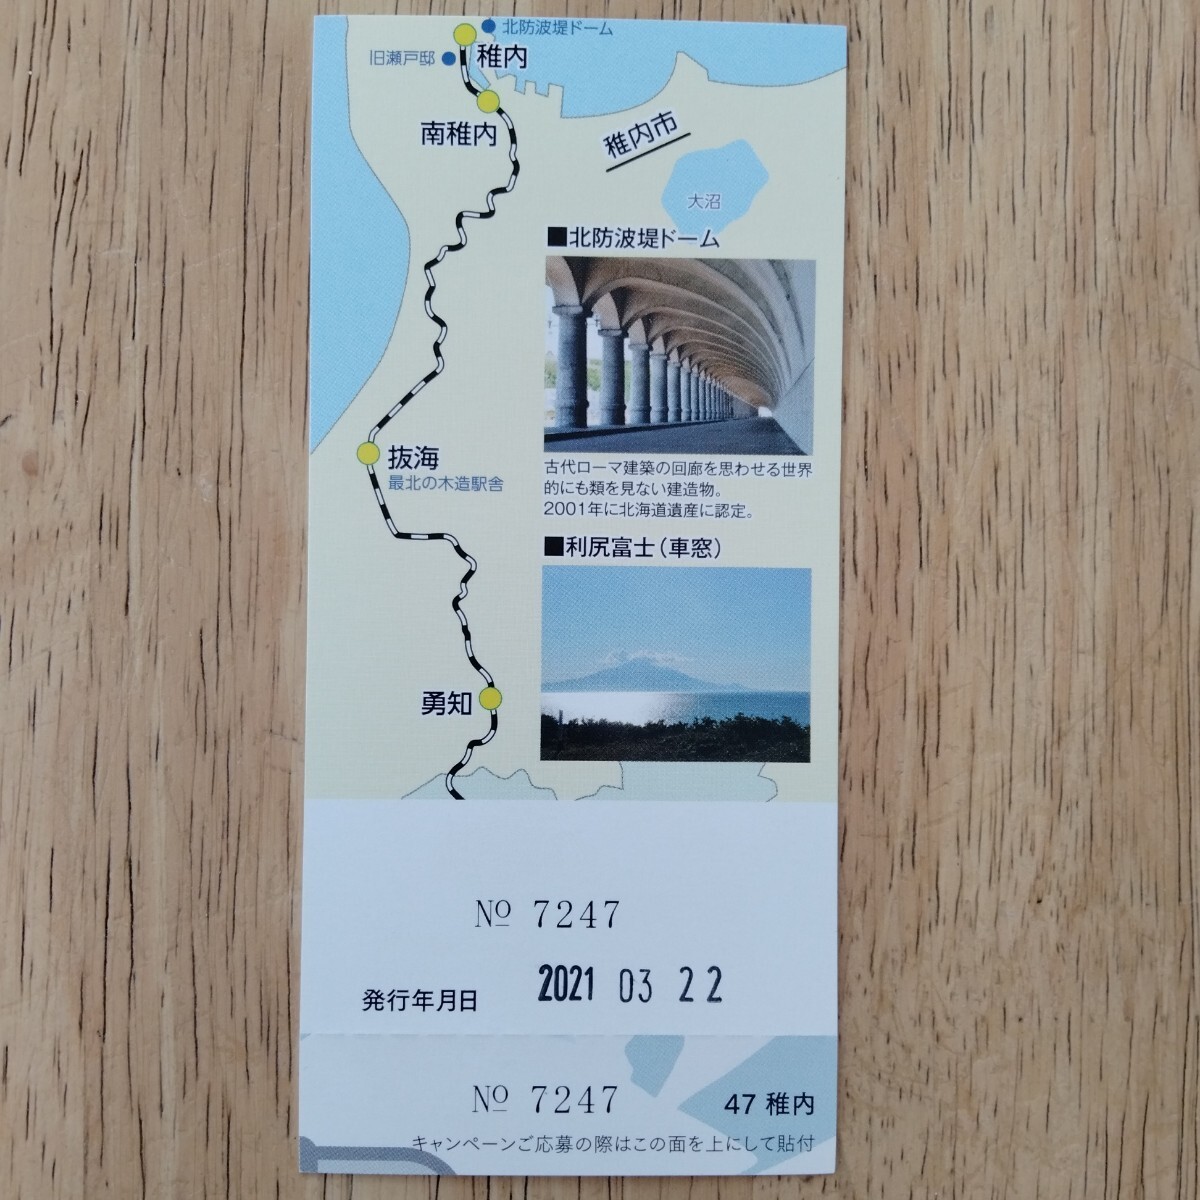 北防波堤ドーム
旧瀬戸邸
稚内
南稚内
稚内市
大沼
■北防波堤ドーム
古代ローマ建築の回廊を思わせる世界
的にも類を見ない建造物。
2001年に北海道遺産に認定。
抜海
最北の木造駅舎
■利尻富士（車窓）
勇知
№ 7247
発行年月日 2021 03 22
№ 7247
47 稚内
キャンペーンご応募の際はこの面を上にして貼付